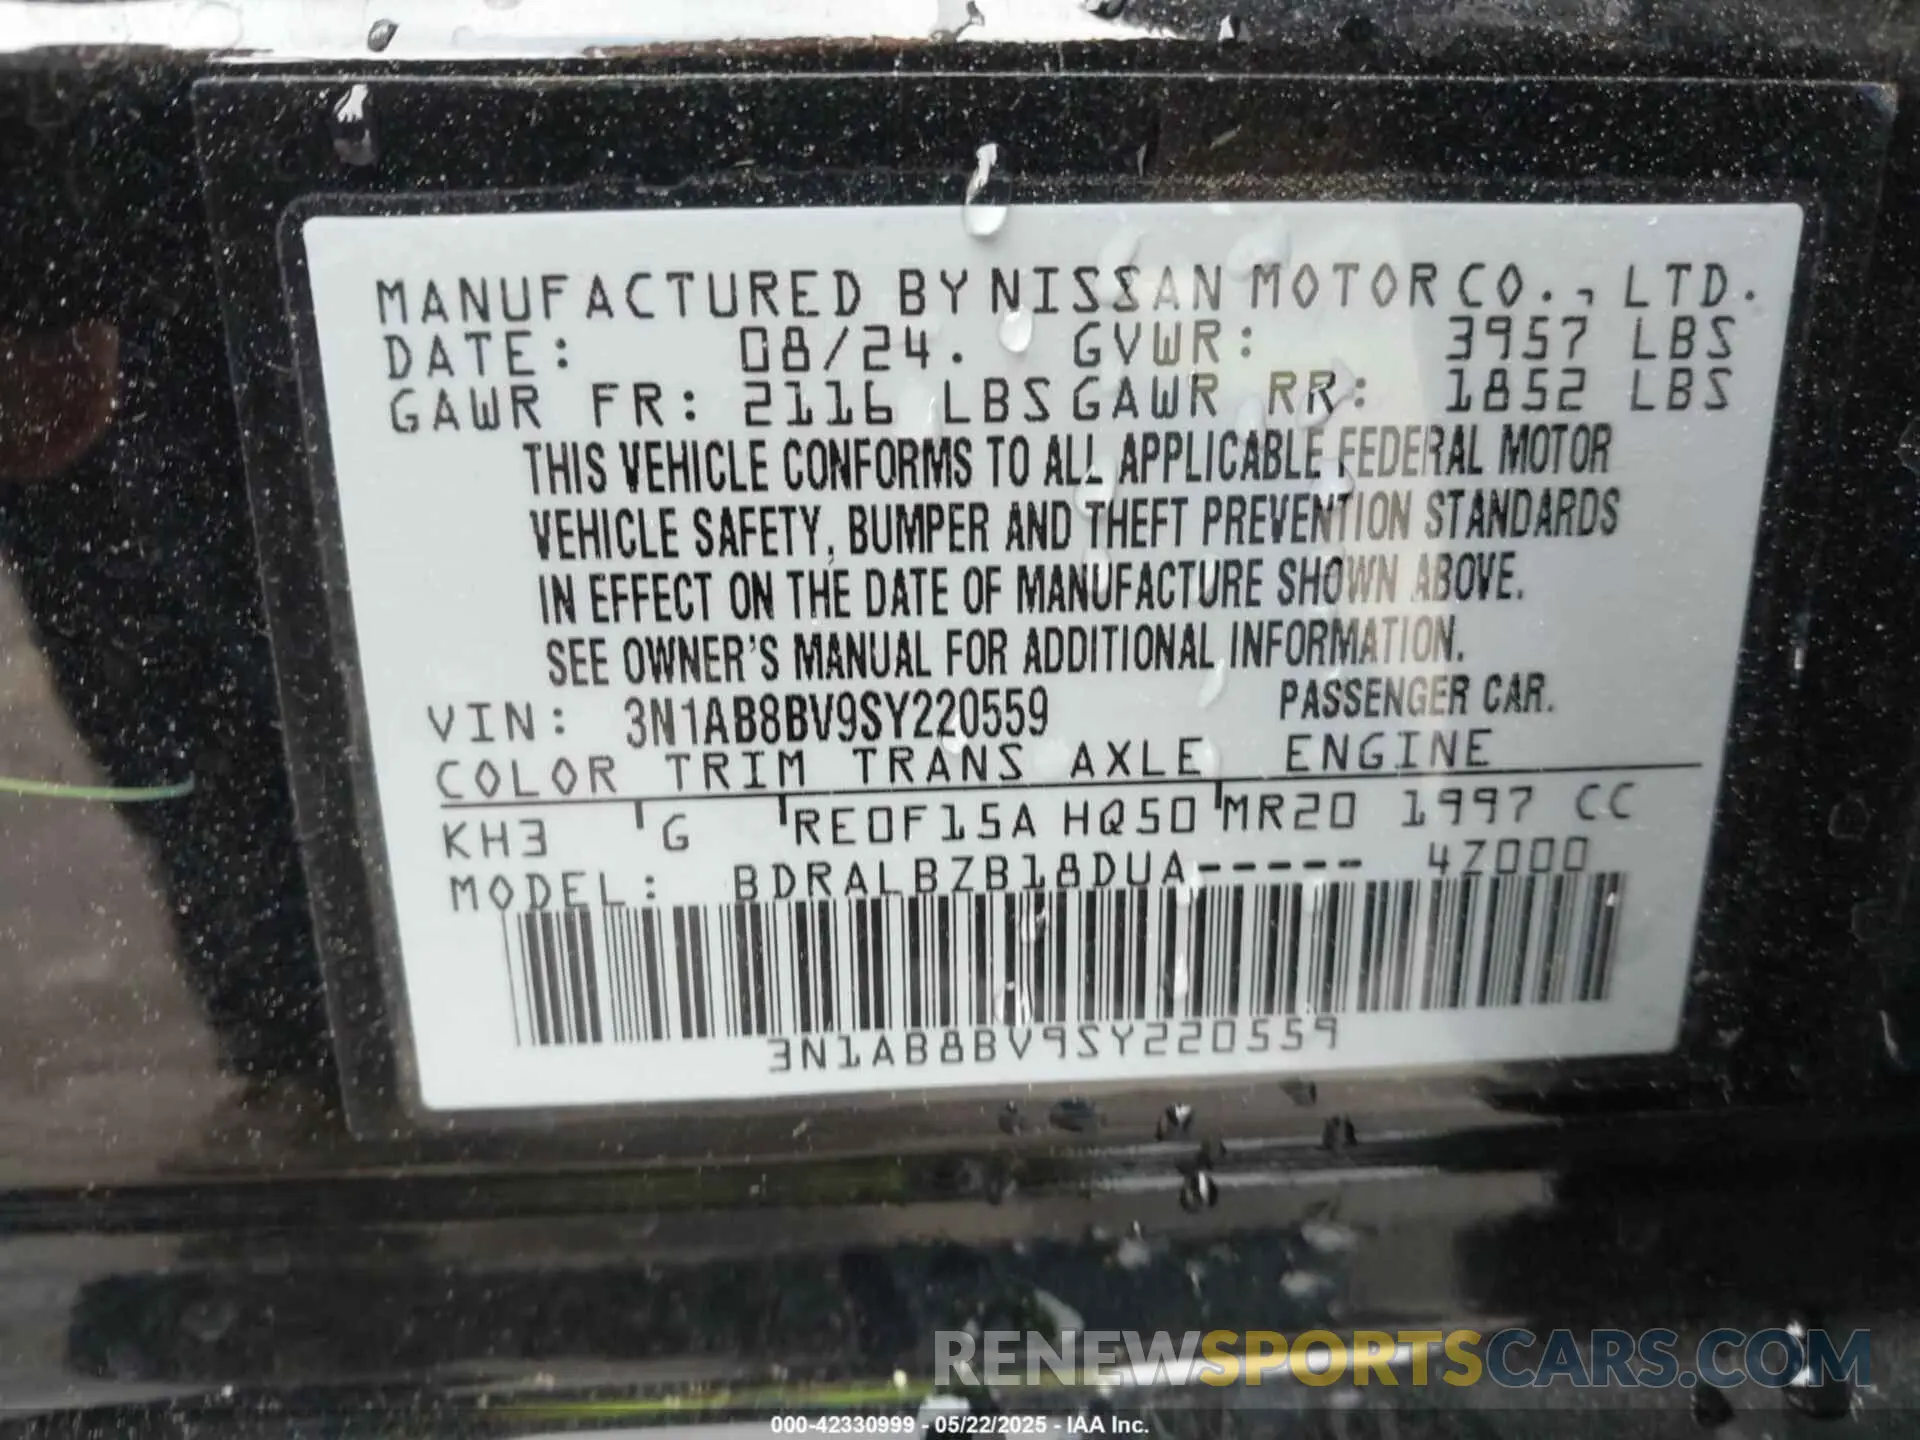 MANUFACTURED BY NISSAN MOTOR CO., LTD.
DATE: 08/24. GVWR: 3957 LBS
GAWR FR: 2116 LBS GAWR RR: 1852 LBS
THIS VEHICLE CONFORMS TO ALL APPLICABLE FEDERAL MOTOR
VEHICLE SAFETY, BUMPER AND THEFT PREVENTION STANDARDS
IN EFFECT ON THE DATE OF MANUFACTURE SHOWN ABOVE.
SEE OWNER'S MANUAL FOR ADDITIONAL INFORMATION.
VIN: 3N1AB8BV9SY220559 PASSENGER CAR.
COLOR TRIM TRANS AXLE ENGINE
KH3 G RE0F15A HQ50 MR20 1997 CC
MODEL: BDRALBZB18DUA----- 4Z000
3N1AB8BV9SY220559
RENEWSPORTSCARS.COM
000-42330999 - 05/22/2025 - IAA Inc.